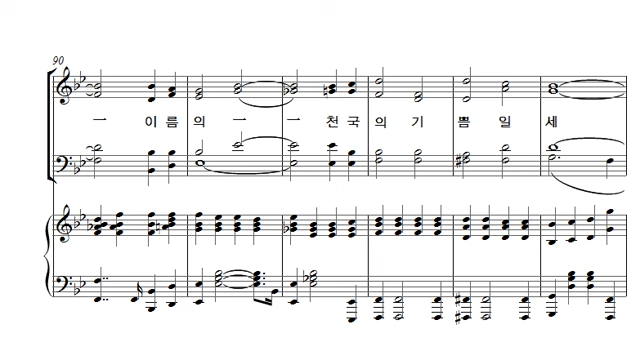 90
ㅡ 이 름 의 ㅡ ㅡ 천 국 의 기 쁨 일 세